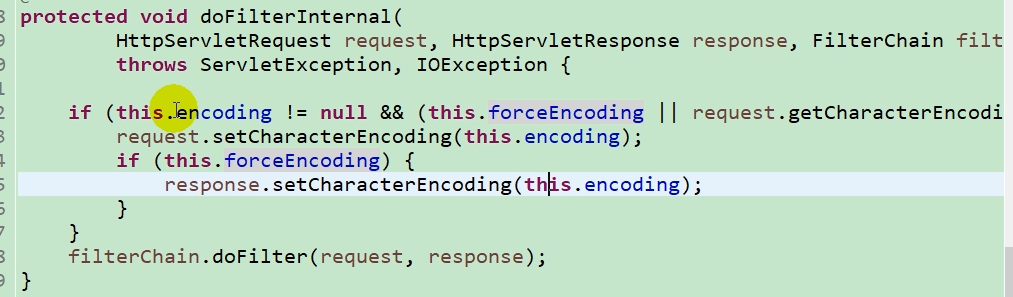 8 protected void doFilterInternal(
9 HttpServletRequest request, HttpServletResponse response, FilterChain filt
0 throws ServletException, IOException {
1
2 if (this.encoding != null && (this.forceEncoding || request.getCharacterEncodi
3 request.setCharacterEncoding(this.encoding);
4 if (this.forceEncoding) {
5 response.setCharacterEncoding(this.encoding);
6 }
7 }
8 filterChain.doFilter(request, response);
9 }